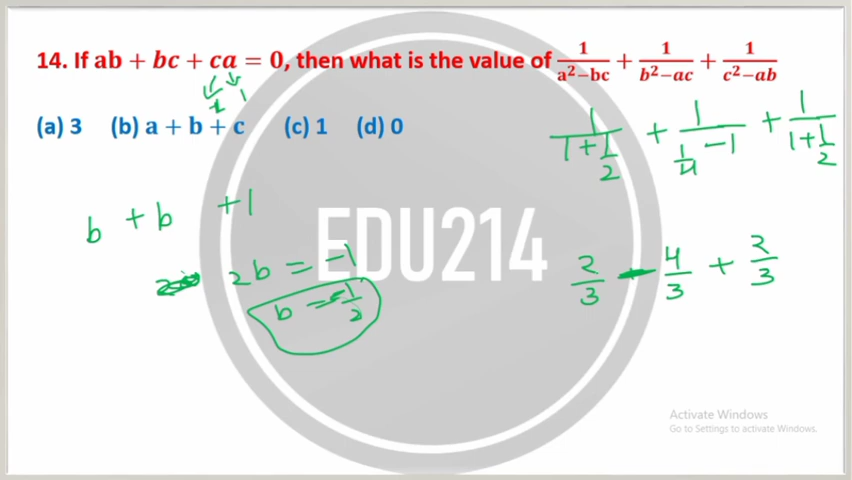 14. If ab + bc + ca = 0, then what is the value of 1/(a²−bc) + 1/(b²−ac) + 1/(c²−ab)
1 1
(a) 3 (b) a + b + c (c) 1 (d) 0
1/(1+1/2) + 1/(1/4 −1) + 1/(1+1/2)
b + b +1
EDU214
2b = −1
b = −1/2
2/3 − 4/3 + 2/3
Activate Windows
Go to Settings to activate Windows.